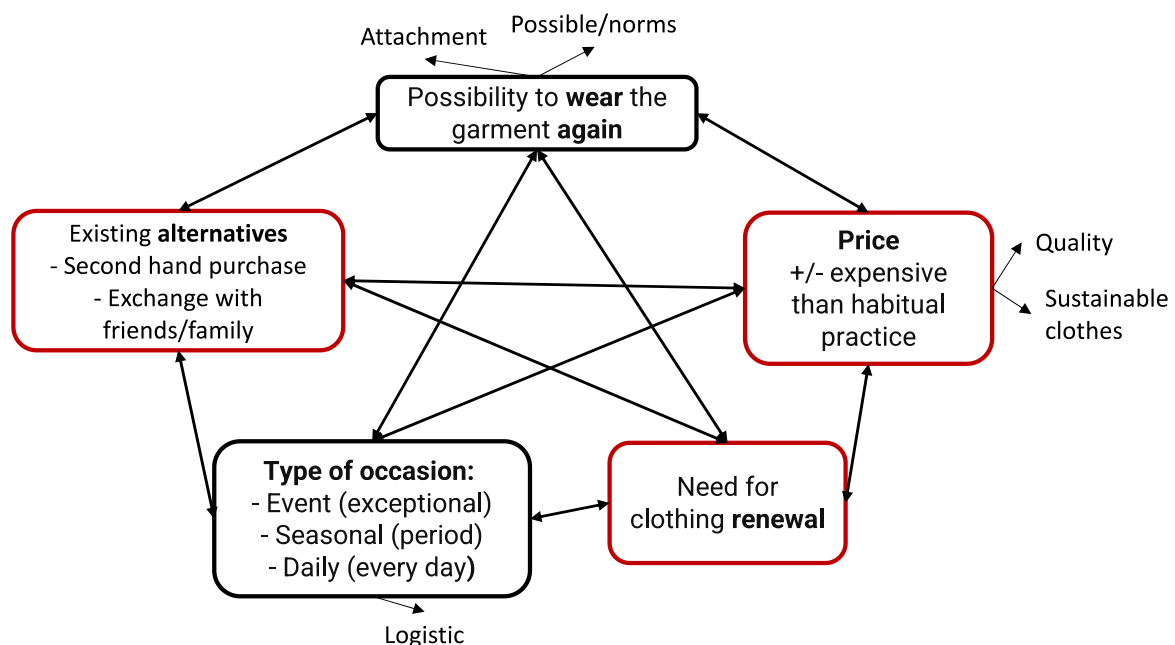 Attachment
Possible/norms
Possibility to wear the
garment again
Existing alternatives
- Second hand purchase
- Exchange with
friends/family
Price
+/- expensive
than habitual
practice
Quality
Sustainable
clothes
Type of occasion:
- Event (exceptional)
- Seasonal (period)
- Daily (every day)
Need for
clothing renewal
Logistic